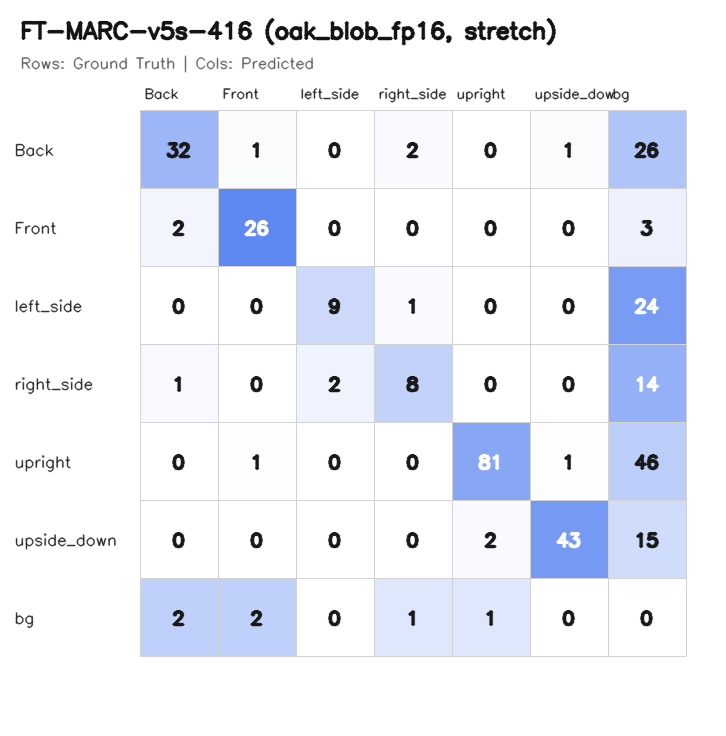 FT-MARC-v5s-416 (oak_blob_fp16, stretch)
Rows: Ground Truth | Cols: Predicted
Back Front left_side right_side upright upside_dowbg
Back 32 1 0 2 0 1 26
Front 2 26 0 0 0 0 3
left_side 0 0 9 1 0 0 24
right_side 1 0 2 8 0 0 14
upright 0 1 0 0 81 1 46
upside_down 0 0 0 0 2 43 15
bg 2 2 0 1 1 0 0